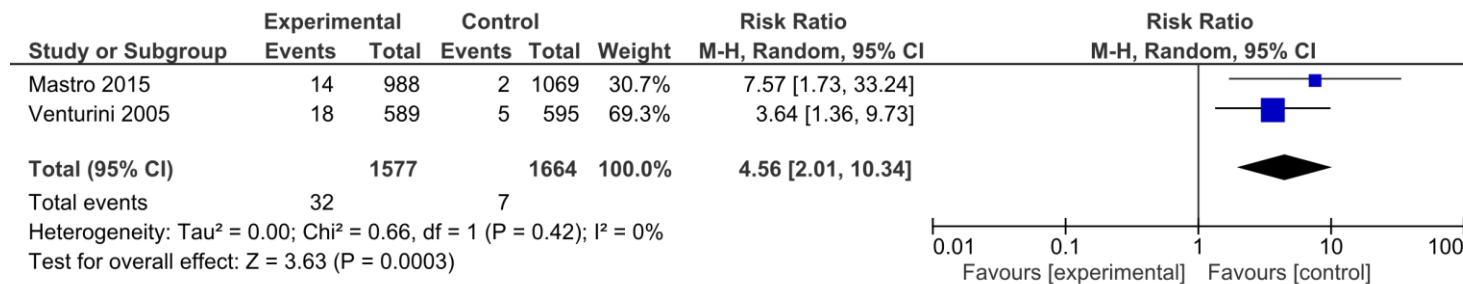 Experimental Control Risk Ratio Risk Ratio
Study or Subgroup Events Total Events Total Weight M-H, Random, 95% CI M-H, Random, 95% CI
Mastro 2015 14 988 2 1069 30.7% 7.57 [1.73, 33.24]
Venturini 2005 18 589 5 595 69.3% 3.64 [1.36, 9.73]
Total (95% CI) 1577 1664 100.0% 4.56 [2.01, 10.34]
Total events 32 7
Heterogeneity: Tau² = 0.00; Chi² = 0.66, df = 1 (P = 0.42); I² = 0%
Test for overall effect: Z = 3.63 (P = 0.0003)
0.01 0.1 1 10 100
Favours [experimental] Favours [control]